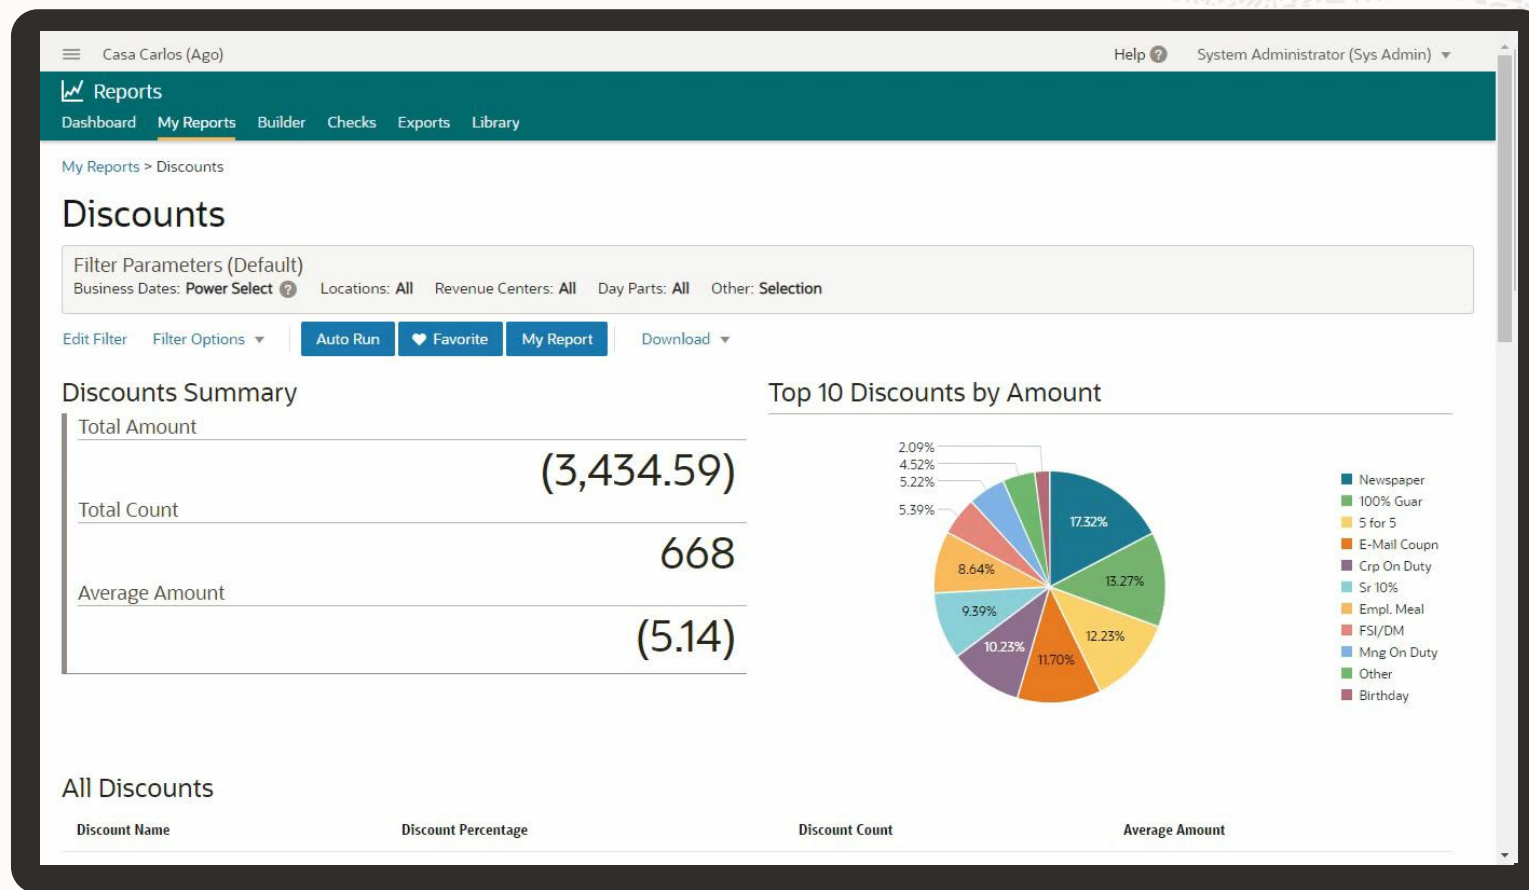 Casa Carlos (Ago)
Help ? System Administrator (Sys Admin)
Reports
Dashboard My Reports Builder Checks Exports Library
My Reports > Discounts
Discounts
Filter Parameters (Default)
Business Dates: Power Select ? Locations: All Revenue Centers: All Day Parts: All Other: Selection
Edit Filter Filter Options Auto Run Favorite My Report Download
Discounts Summary
Total Amount
(3,434.59)
Total Count
668
Average Amount
(5.14)
Top 10 Discounts by Amount
2.09%
4.52%
5.22%
5.39%
17.32%
8.64%
13.27%
9.39%
12.23%
10.23%
11.70%
Newspaper
100% Guar
5 for 5
E-Mail Coupn
Crp On Duty
Sr 10%
Empl. Meal
FSI/DM
Mng On Duty
Other
Birthday
All Discounts
Discount Name Discount Percentage Discount Count Average Amount